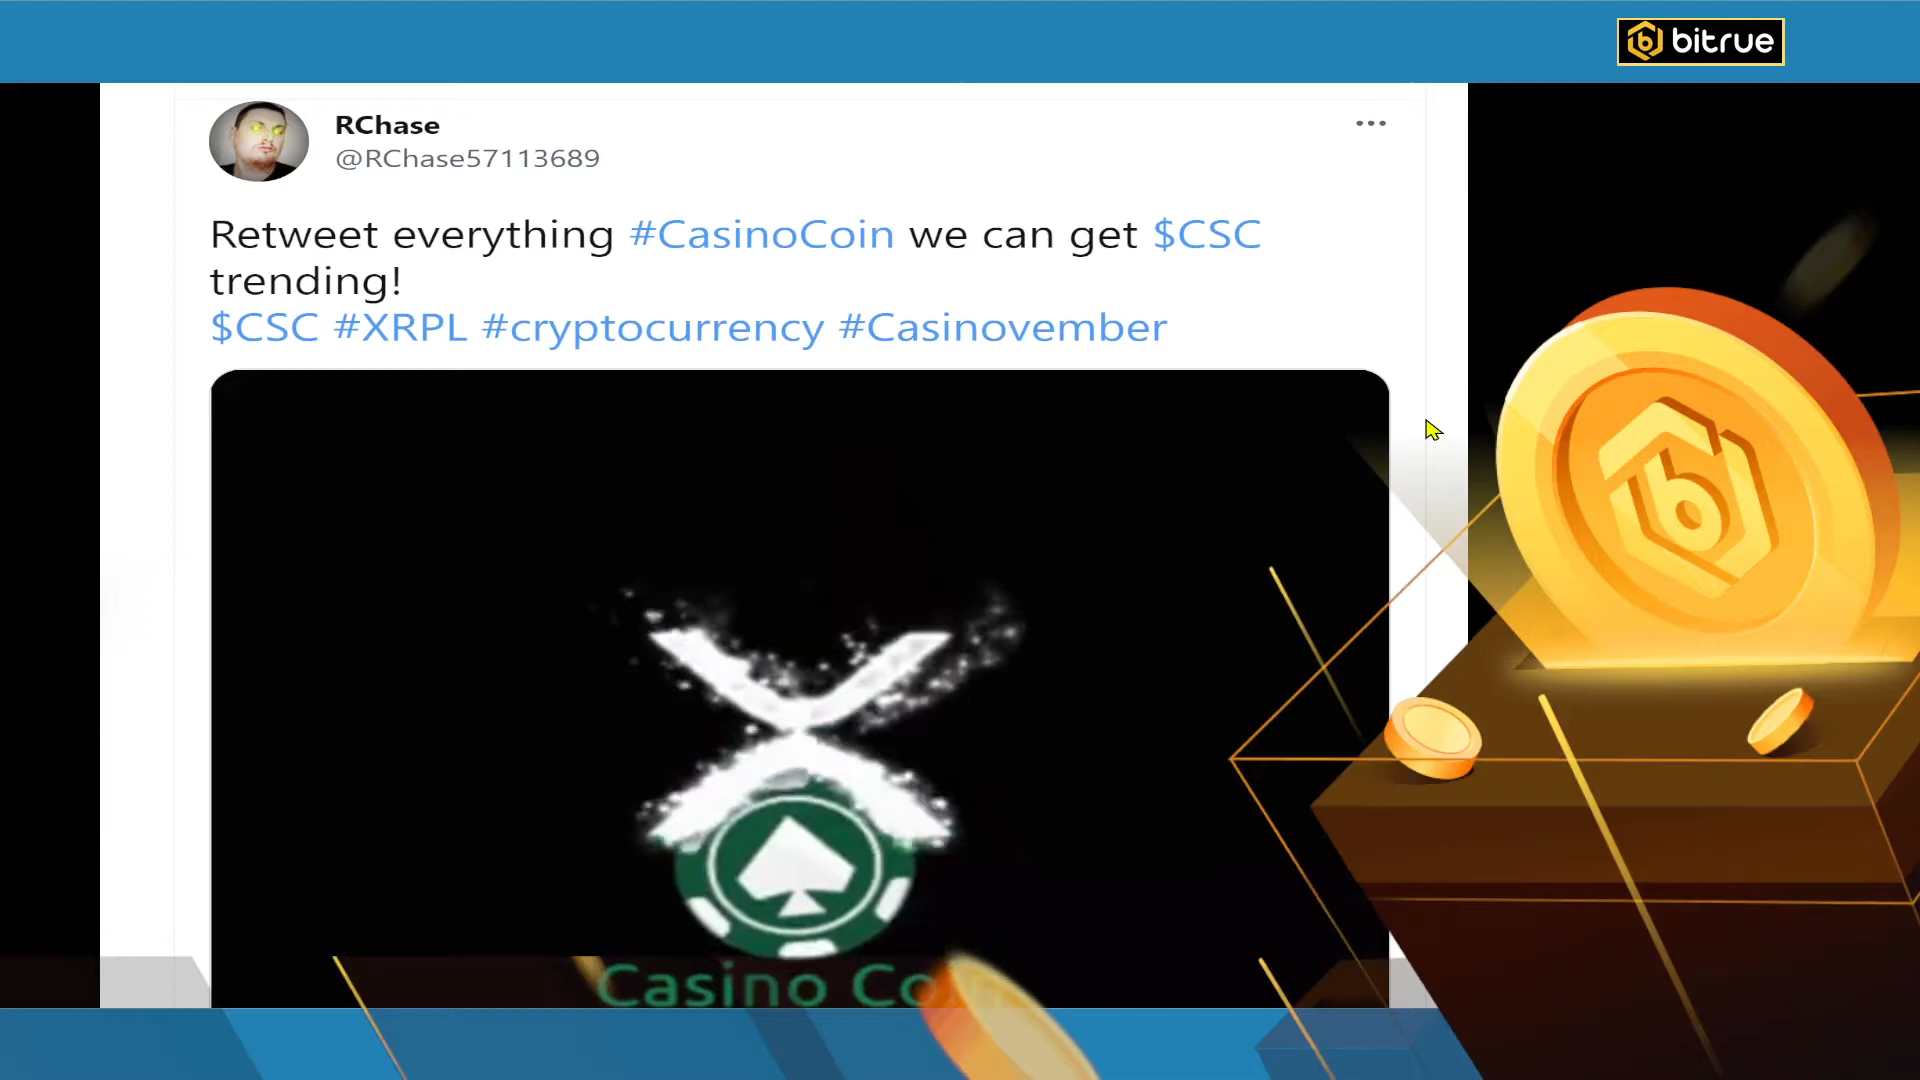 bitrue
RChase
@RChase57113689
Retweet everything #CasinoCoin we can get $CSC
trending!
$CSC #XRPL #cryptocurrency #Casinovember
Casino Co